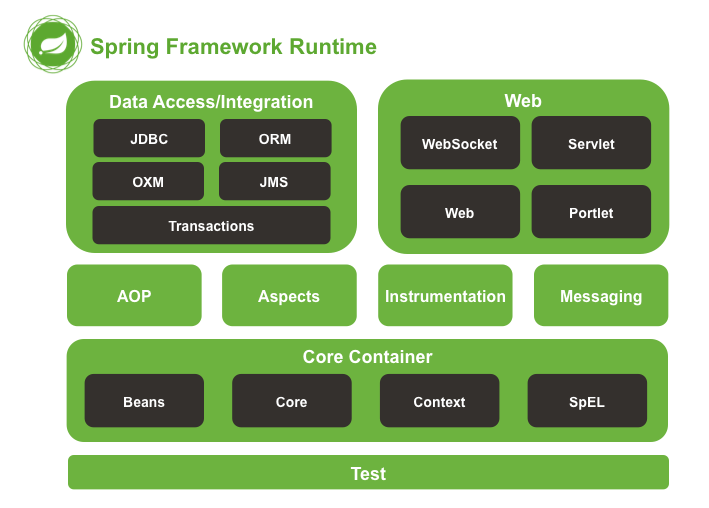 Spring Framework Runtime
Data Access/Integration
JDBC
ORM
OXM
JMS
Transactions
Web
WebSocket
Servlet
Web
Portlet
AOP
Aspects
Instrumentation
Messaging
Core Container
Beans
Core
Context
SpEL
Test